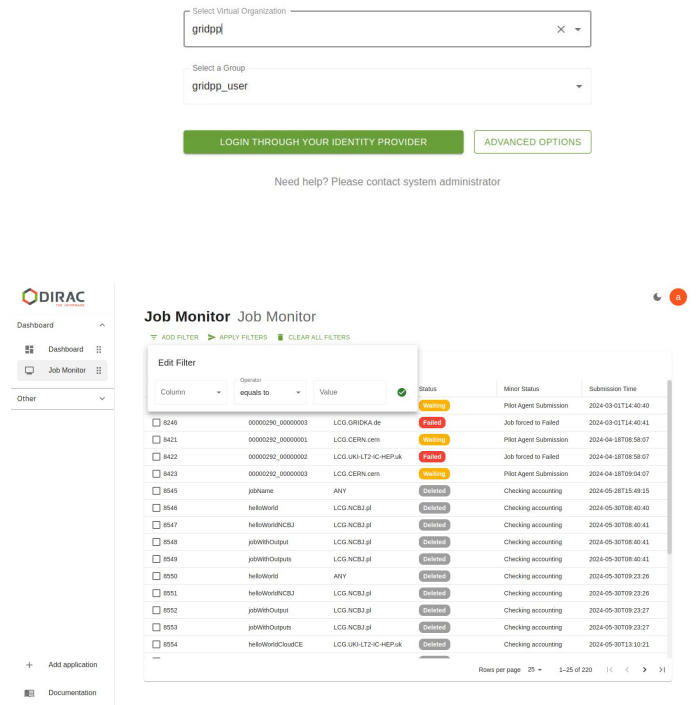 Select Virtual Organization
gridpp
Select a Group
gridpp_user
LOGIN THROUGH YOUR IDENTITY PROVIDER
ADVANCED OPTIONS
Need help? Please contact system administrator
DIRAC
THE INTERWARE
a
Job Monitor Job Monitor
Dashboard
ADD FILTER APPLY FILTERS CLEAR ALL FILTERS
Dashboard
Job Monitor
Other
Edit Filter
Column
Operator
equals to
Value
Status Minor Status Submission Time
Waiting Pilot Agent Submission 2024-03-01T14:40:40
8246 00000290_00000003 LCG.GRIDKA.de Failed Job forced to Failed 2024-03-01T14:40:41
8421 00000292_00000001 LCG.CERN.cern Waiting Pilot Agent Submission 2024-04-18T08:58:07
8422 00000292_00000002 LCG.UKI-LT2-IC-HEP.uk Failed Job forced to Failed 2024-04-18T08:58:07
8423 00000292_00000003 LCG.CERN.cern Waiting Pilot Agent Submission 2024-04-18T09:04:07
8545 jobName ANY Deleted Checking accounting 2024-05-28T15:49:15
8546 helloWorld LCG.NCBJ.pl Deleted Checking accounting 2024-05-30T08:40:40
8547 helloWorldNCBJ LCG.NCBJ.pl Deleted Checking accounting 2024-05-30T08:40:41
8548 jobWithOutput LCG.NCBJ.pl Deleted Checking accounting 2024-05-30T08:40:41
8549 jobWithOutputs LCG.NCBJ.pl Deleted Checking accounting 2024-05-30T08:40:41
8550 helloWorld ANY Deleted Checking accounting 2024-05-30T09:23:26
8551 helloWorldNCBJ LCG.NCBJ.pl Deleted Checking accounting 2024-05-30T09:23:26
8552 jobWithOutput LCG.NCBJ.pl Deleted Checking accounting 2024-05-30T09:23:27
8553 jobWithOutputs LCG.NCBJ.pl Deleted Checking accounting 2024-05-30T09:23:27
8554 helloWorldCloudCE LCG.UKI-LT2-IC-HEP.uk Deleted Checking accounting 2024-05-30T13:10:21
Add application
Rows per page 25 1–25 of 220
Documentation